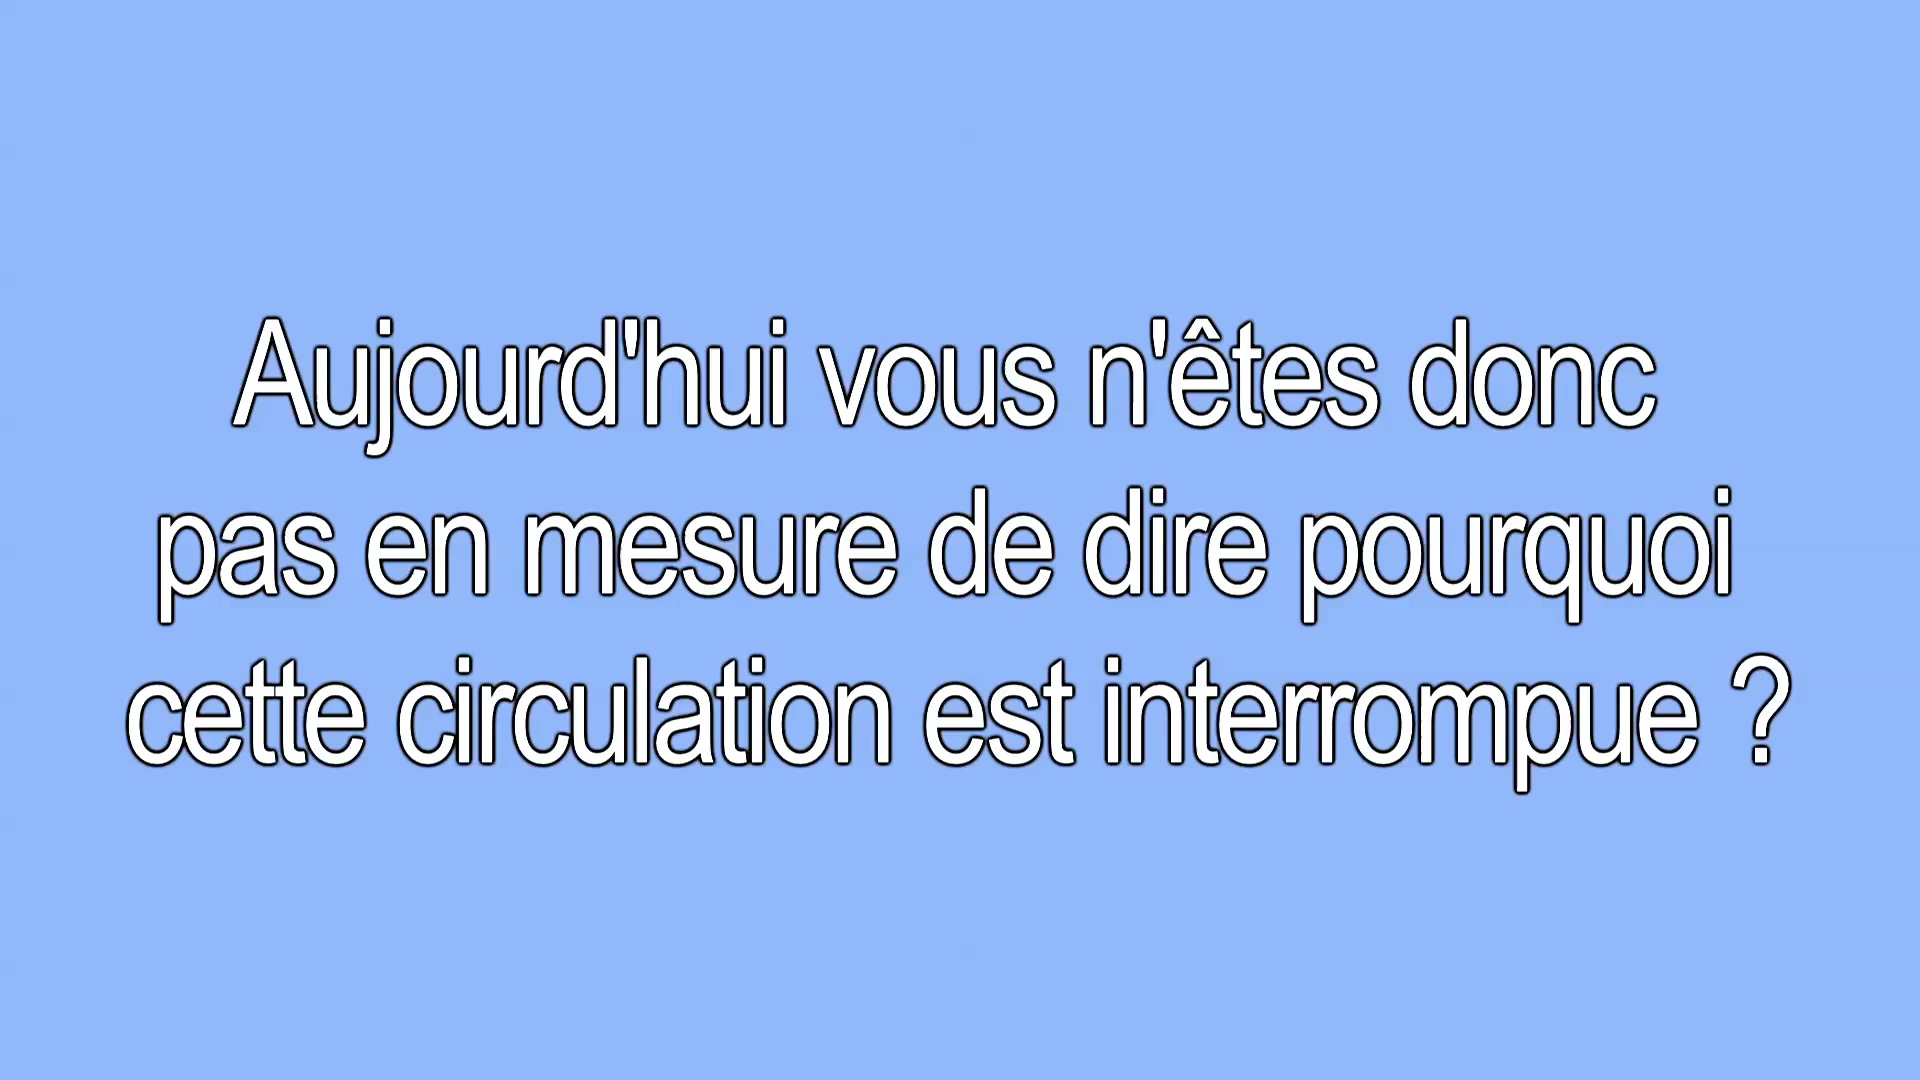 Aujourd'hui vous n'êtes donc
pas en mesure de dire pourquoi
cette circulation est interrompue ?